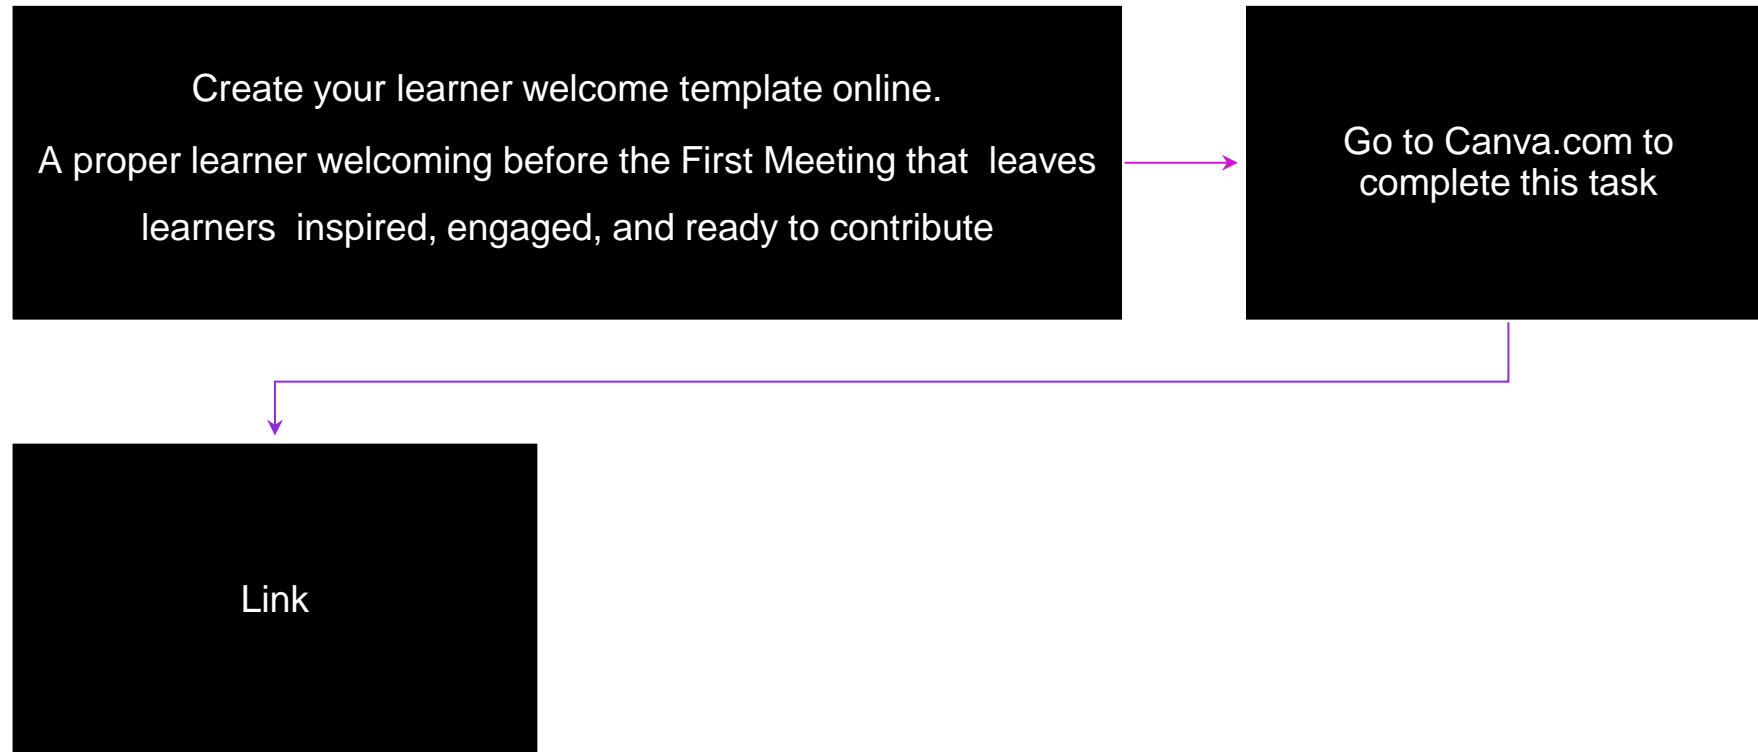 Create your learner welcome template online.
A proper learner welcoming before the First Meeting that  leaves
learners  inspired, engaged, and ready to contribute
Go to Canva.com to
complete this task
Link